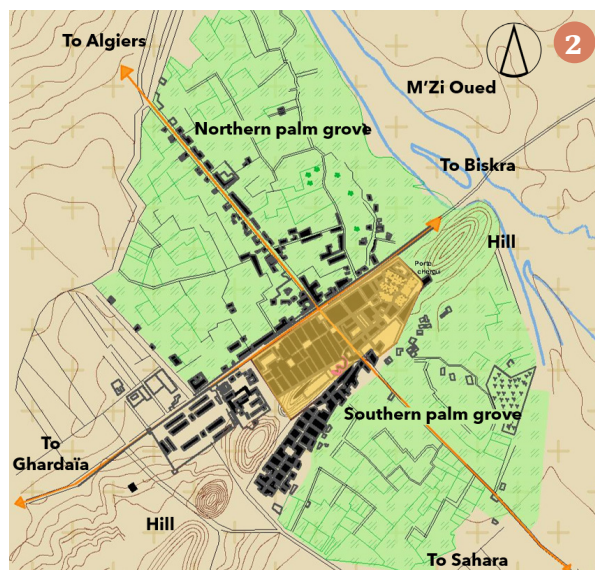 2
To Algiers
M'Zi Oued
Northern palm grove
To Biskra
Hill
Southern palm grove
To
Ghardaïa
Hill
To Sahara